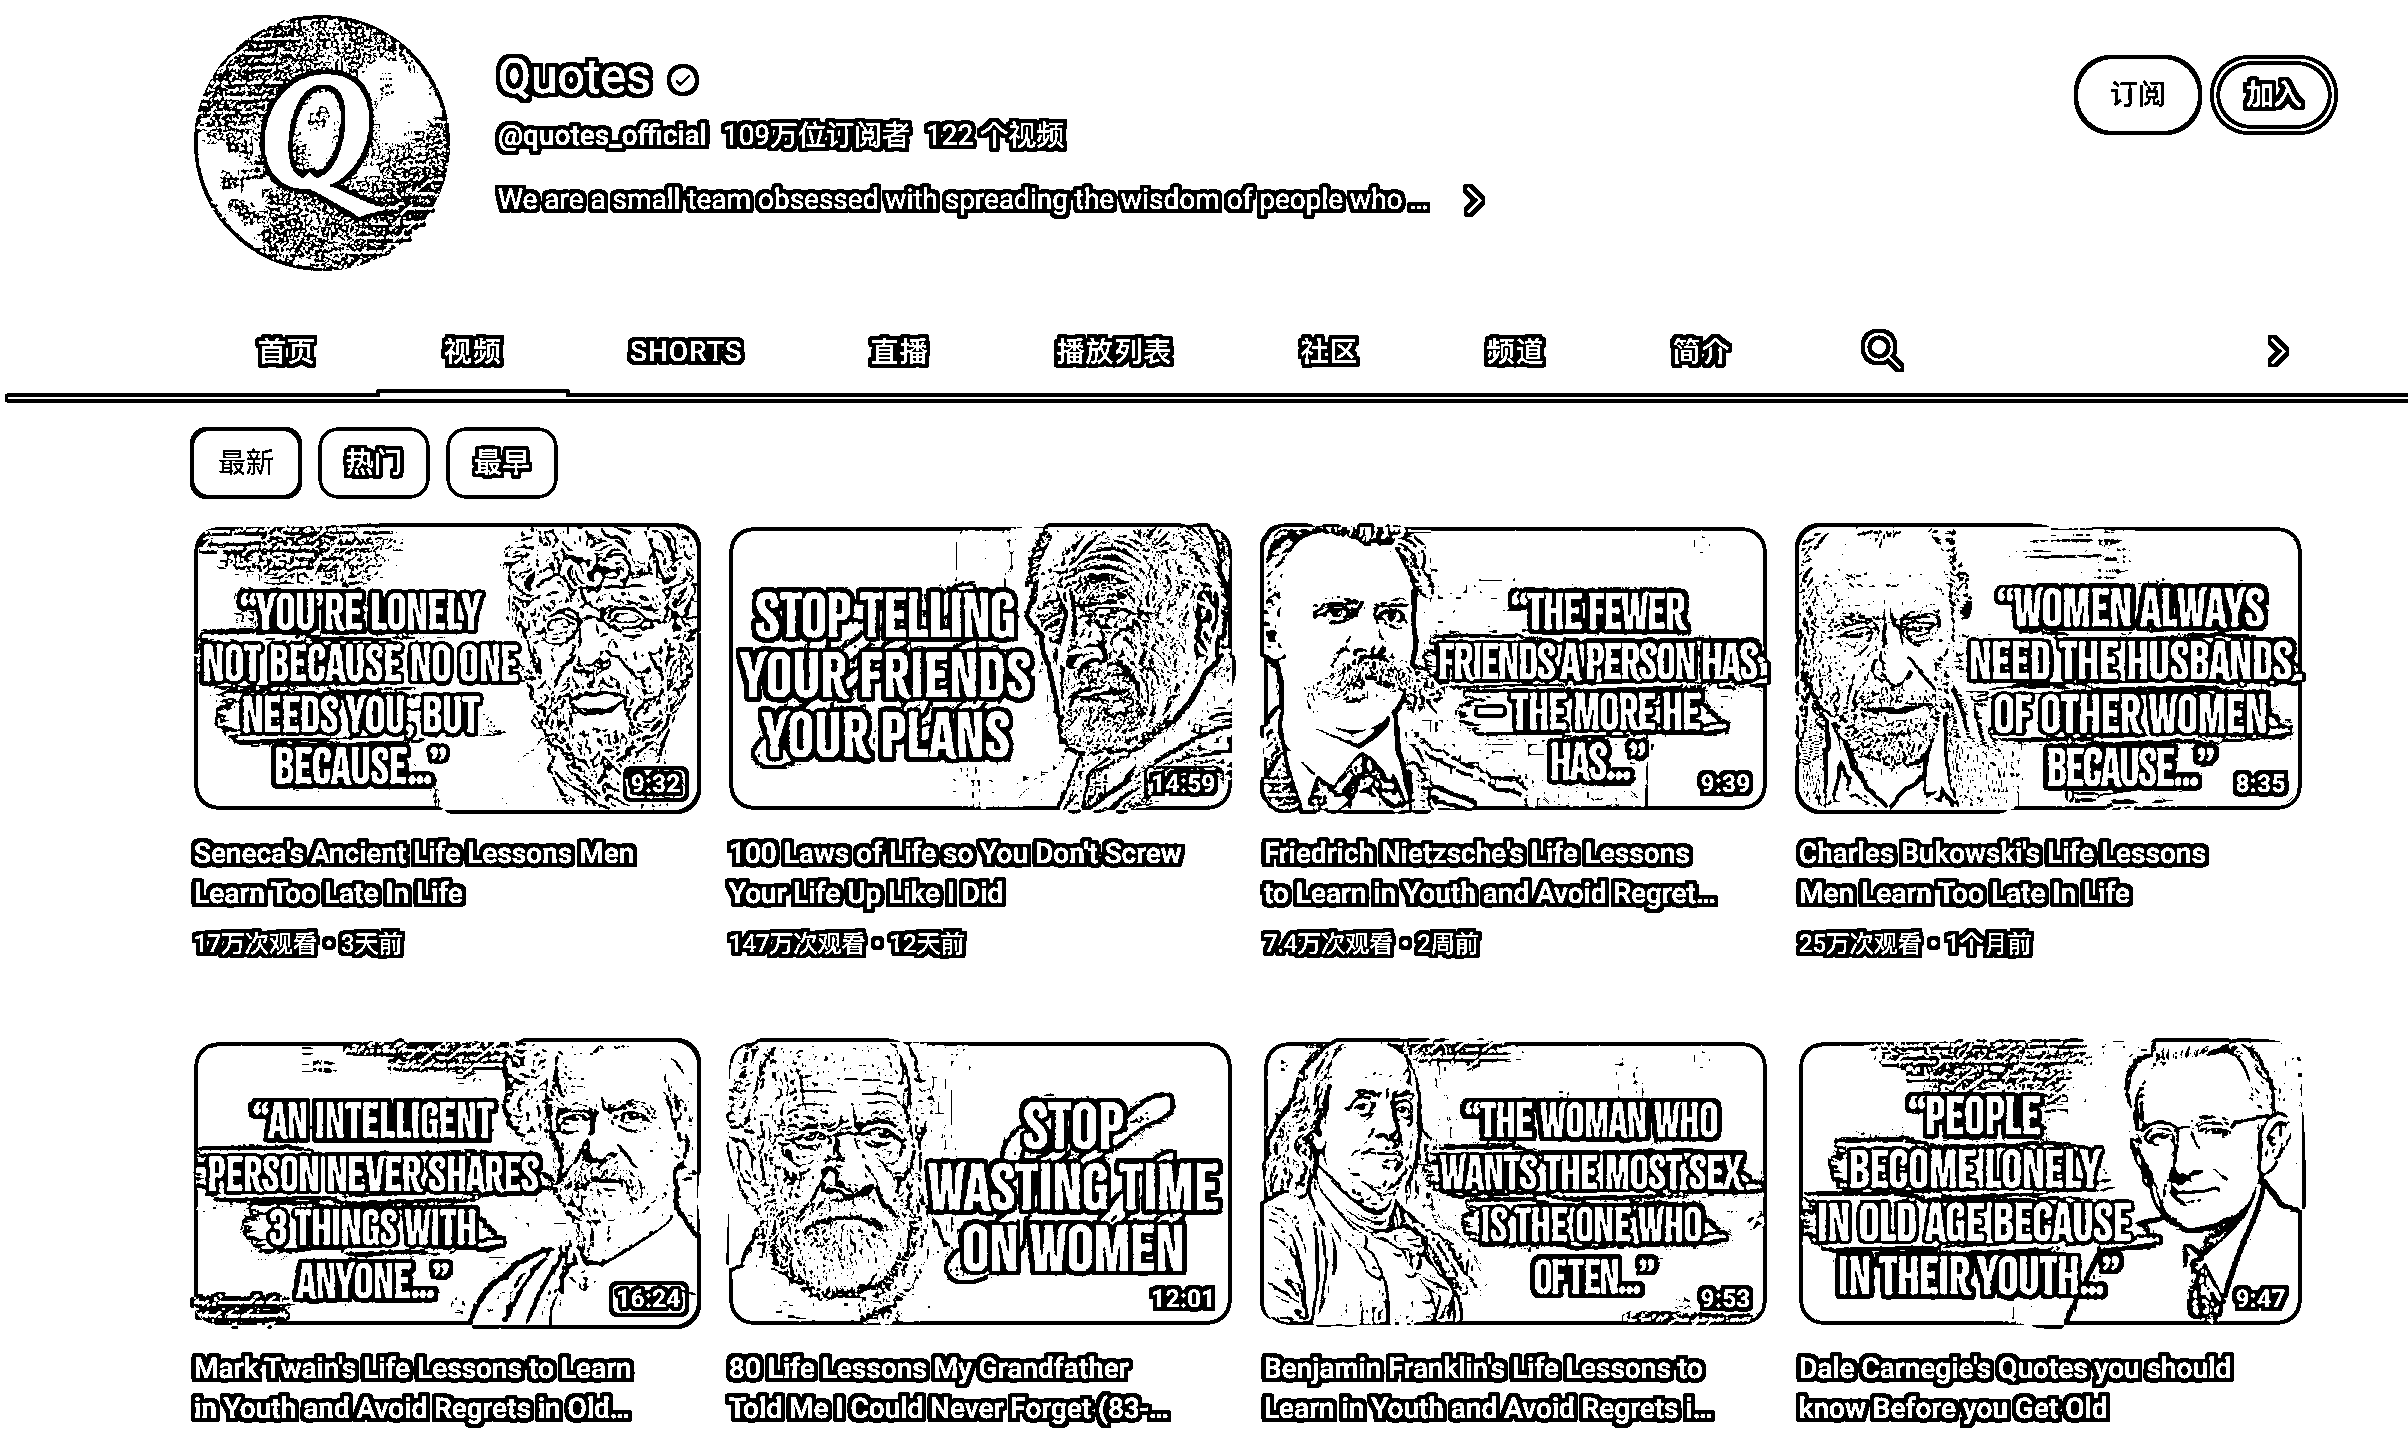 Q
Quotes
@quotes_official 109万位订阅者 122 个视频
We are a small team obsessed with spreading the wisdom of people who ...
订阅
加入
首页 视频 SHORTS 直播 播放列表 社区 频道 简介
最新 热门 最早
“YOU'RE LONELY
NOT BECAUSE NO ONE
NEEDS YOU, BUT
BECAUSE...”
9:32
Seneca's Ancient Life Lessons Men
Learn Too Late In Life
17万次观看 • 3天前
STOP TELLING
YOUR FRIENDS
YOUR PLANS
14:59
100 Laws of Life so You Don't Screw
Your Life Up Like I Did
147万次观看 • 12天前
“THE FEWER
FRIENDS A PERSON HAS,
– THE MORE HE
HAS...”
9:39
Friedrich Nietzsche's Life Lessons
to Learn in Youth and Avoid Regret...
7.4万次观看 • 2周前
“WOMEN ALWAYS
NEED THE HUSBANDS
OF OTHER WOMEN
BECAUSE...”
8:35
Charles Bukowski's Life Lessons
Men Learn Too Late In Life
25万次观看 • 1个月前
“AN INTELLIGENT
PERSON NEVER SHARES
3 THINGS WITH
ANYONE...”
16:24
Mark Twain's Life Lessons to Learn
in Youth and Avoid Regrets in Old...
STOP
WASTING TIME
ON WOMEN
12:01
80 Life Lessons My Grandfather
Told Me I Could Never Forget (83-...
“THE WOMAN WHO
WANTS THE MOST SEX
IS THE ONE WHO
OFTEN...”
9:53
Benjamin Franklin's Life Lessons to
Learn in Youth and Avoid Regrets i...
“PEOPLE
BECOME LONELY
IN OLD AGE BECAUSE
IN THEIR YOUTH...”
9:47
Dale Carnegie's Quotes you should
know Before you Get Old